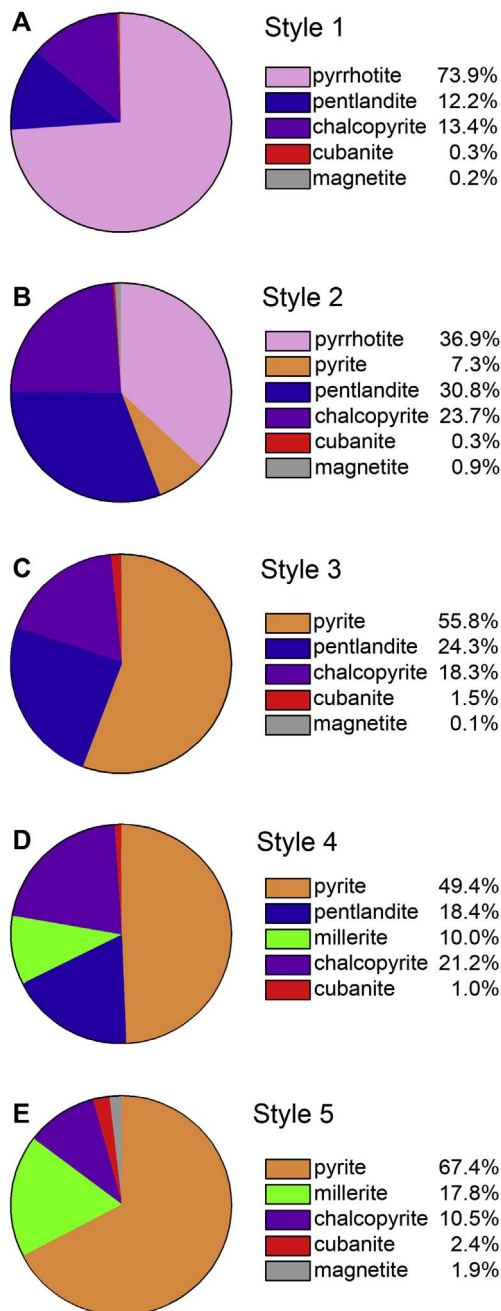 A
Style 1
pyrrhotite 73.9%
pentlandite 12.2%
chalcopyrite 13.4%
cubanite 0.3%
magnetite 0.2%
B
Style 2
pyrrhotite 36.9%
pyrite 7.3%
pentlandite 30.8%
chalcopyrite 23.7%
cubanite 0.3%
magnetite 0.9%
C
Style 3
pyrite 55.8%
pentlandite 24.3%
chalcopyrite 18.3%
cubanite 1.5%
magnetite 0.1%
D
Style 4
pyrite 49.4%
pentlandite 18.4%
millerite 10.0%
chalcopyrite 21.2%
cubanite 1.0%
E
Style 5
pyrite 67.4%
millerite 17.8%
chalcopyrite 10.5%
cubanite 2.4%
magnetite 1.9%